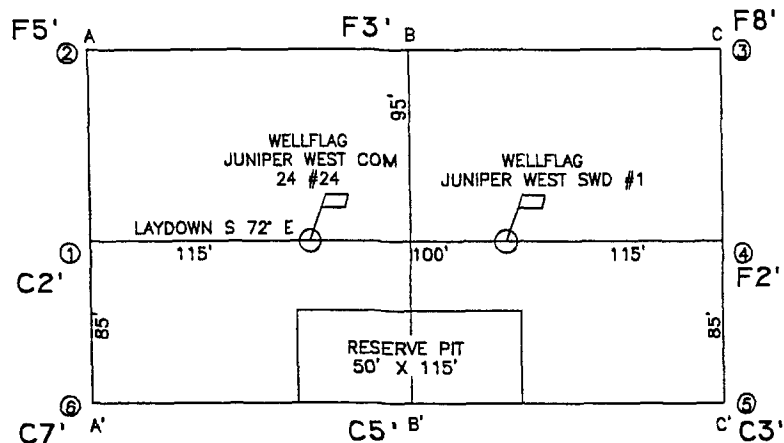 F5' A F3' B C F8'
② ③
95'
WELLFLAG
JUNIPER WEST COM
24 #24
WELLFLAG
JUNIPER WEST SWD #1
LAYDOWN S 72° E
① 115' 100' 115' ④
C2' F2'
85' 85'
RESERVE PIT
50' X 115'
⑥ ⑤
C7' A' C5' B' C' C3'